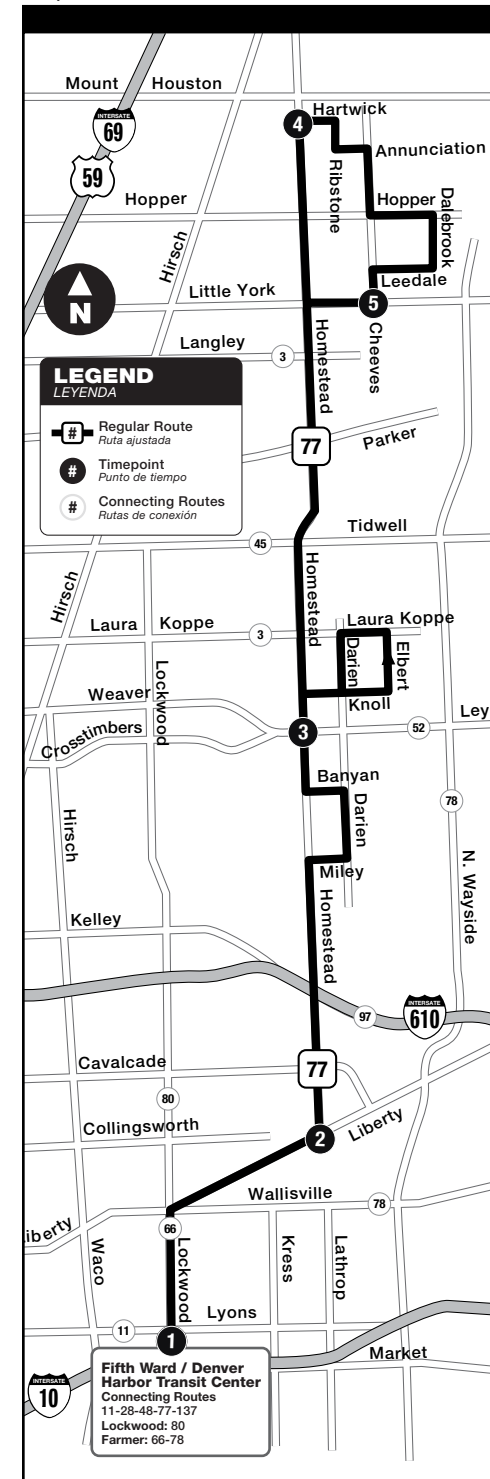 Mount Houston
INTERSATE
69
59
4
Hartwick
Annunciation
Ribstone
Hopper
Hopper
Dalebrook
Hirsch
N
Leedale
Little York
5
Langley
3
Homestead
Cheeves
LEGEND
LEYENDA
# Regular Route
Ruta ajustada
# Timepoint
Punto de tiempo
# Connecting Routes
Rutas de conexión
77
Parker
Tidwell
45
Hirsch
Homestead
Laura Koppe
3
Laura Koppe
Darien
Elbert
Lockwood
Weaver
Knoll
Crosstimbers
3
52
Ley
Banyan
78
Darien
Hirsch
Miley
N. Wayside
Homestead
Kelley
97
INTERSATE
610
Cavalcade
77
80
Collingsworth
2
Liberty
Wallisville
78
iberty
66
Waco
Lockwood
Kress
Lathrop
11
Lyons
1
Market
INTERSATE
10
Fifth Ward / Denver
Harbor Transit Center
Connecting Routes
11-28-48-77-137
Lockwood: 80
Farmer: 66-78